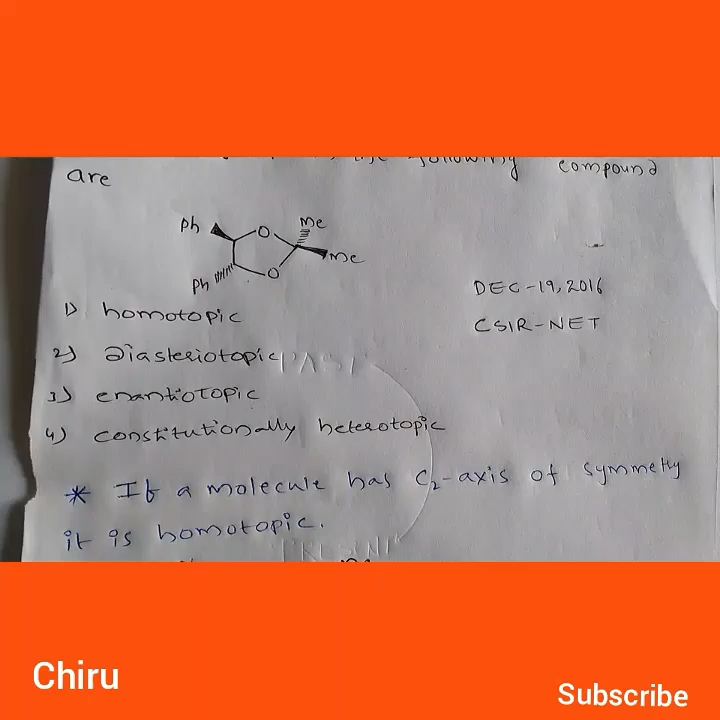 following compound
are
Ph O Me
Me
Ph O
DEC-19, 2016
1) homotopic
CSIR-NET
2) Diasteriotopic
3) enantiotopic
4) constitutionally heterotopic
* If a molecule has C₂-axis of symmetry
it is homotopic.
Chiru
Subscribe